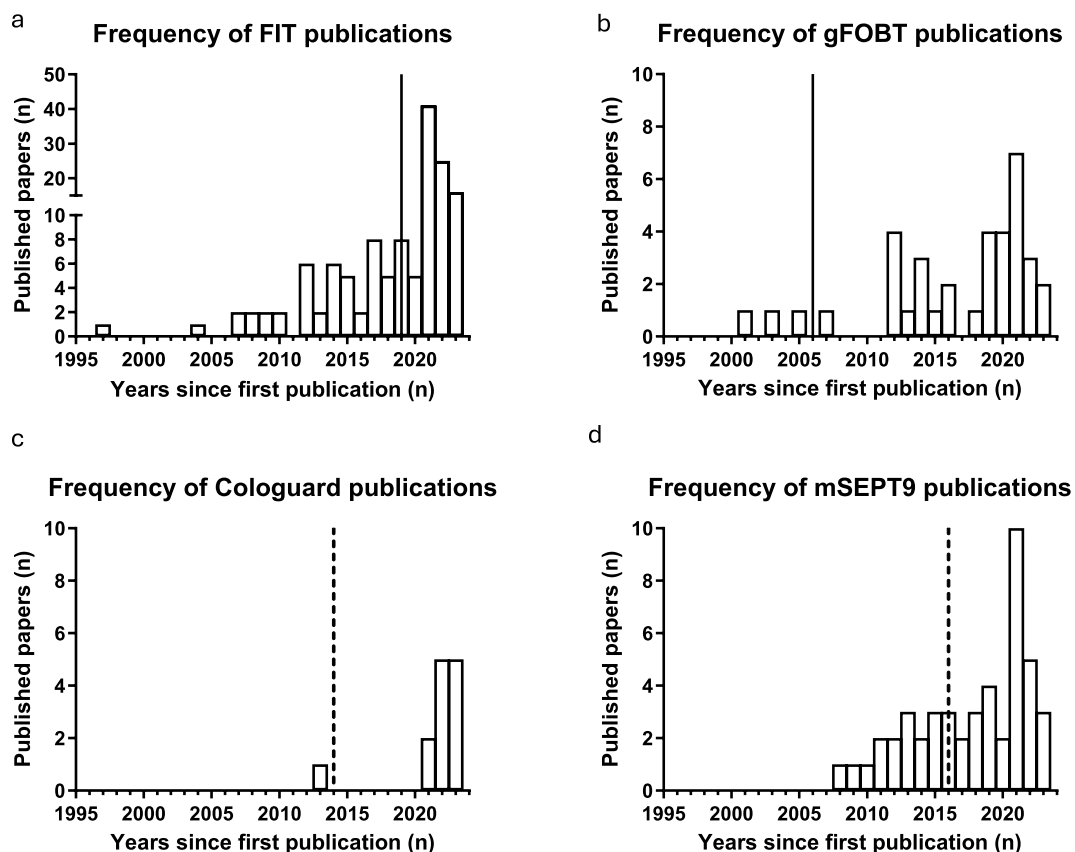 a
Frequency of FIT publications
Published papers (n)
50
40
30
20
10
8
6
4
2
0
1995 2000 2005 2010 2015 2020
Years since first publication (n)
b
Frequency of gFOBT publications
Published papers (n)
10
8
6
4
2
0
1995 2000 2005 2010 2015 2020
Years since first publication (n)
c
Frequency of Cologuard publications
Published papers (n)
10
8
6
4
2
0
1995 2000 2005 2010 2015 2020
Years since first publication (n)
d
Frequency of mSEPT9 publications
Published papers (n)
10
8
6
4
2
0
1995 2000 2005 2010 2015 2020
Years since first publication (n)